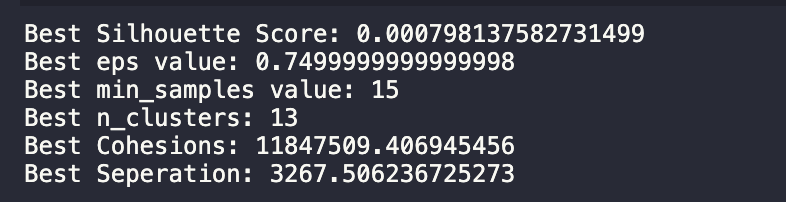 Best Silhouette Score: 0.000798137582731499
Best eps value: 0.7499999999999998
Best min_samples value: 15
Best n_clusters: 13
Best Cohesions: 11847509.406945456
Best Seperation: 3267.506236725273